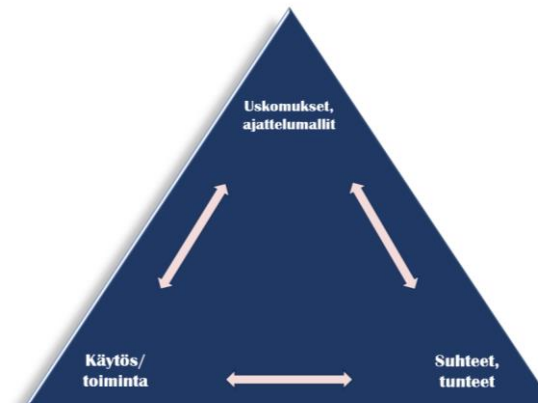 Uskomukset,
ajattelumallit
Käytös/
toiminta
Suhteet,
tunteet